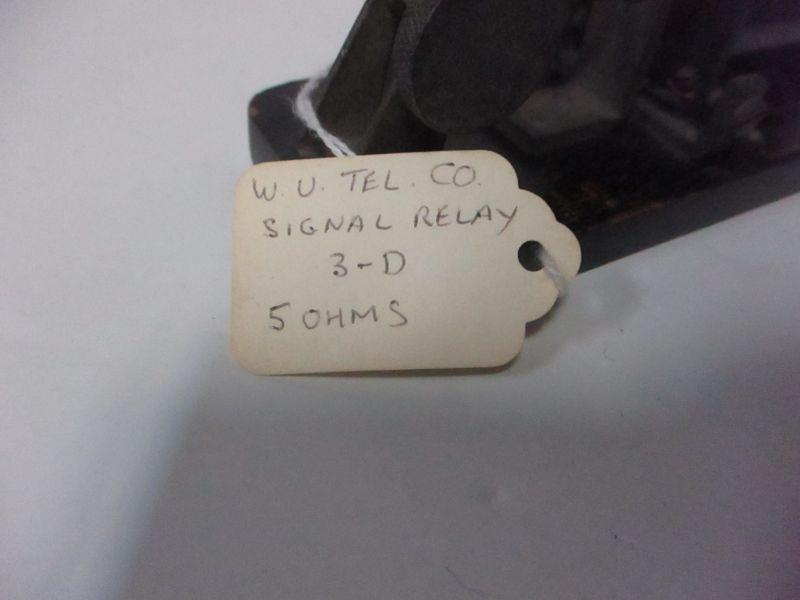 W. U. TEL. CO.
SIGNAL RELAY
3-D
5 OHMS